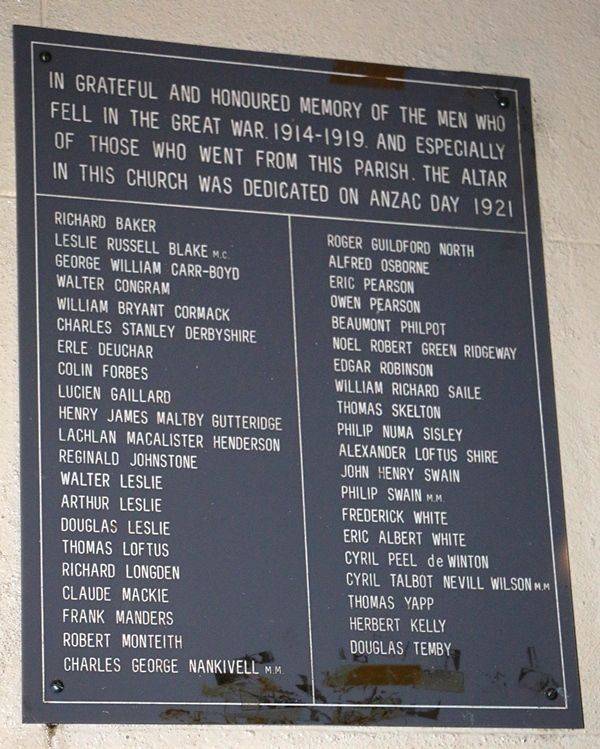 IN GRATEFUL AND HONOURED MEMORY OF THE MEN WHO
FELL IN THE GREAT WAR. 1914-1919. AND ESPECIALLY
OF THOSE WHO WENT FROM THIS PARISH. THE ALTAR
IN THIS CHURCH WAS DEDICATED ON ANZAC DAY 1921
RICHARD BAKER
LESLIE RUSSELL BLAKE M.C.
GEORGE WILLIAM CARR-BOYD
WALTER CONGRAM
WILLIAM BRYANT CORMACK
CHARLES STANLEY DERBYSHIRE
ERLE DEUCHAR
COLIN FORBES
LUCIEN GAILLARD
HENRY JAMES MALTBY GUTTERIDGE
LACHLAN MACALISTER HENDERSON
REGINALD JOHNSTONE
WALTER LESLIE
ARTHUR LESLIE
DOUGLAS LESLIE
THOMAS LOFTUS
RICHARD LONGDEN
CLAUDE MACKIE
FRANK MANDERS
ROBERT MONTEITH
CHARLES GEORGE NANKIVELL M.M.
ROGER GUILDFORD NORTH
ALFRED OSBORNE
ERIC PEARSON
OWEN PEARSON
BEAUMONT PHILPOT
NOEL ROBERT GREEN RIDGEWAY
EDGAR ROBINSON
WILLIAM RICHARD SAILE
THOMAS SKELTON
PHILIP NUMA SISLEY
ALEXANDER LOFTUS SHIRE
JOHN HENRY SWAIN
PHILIP SWAIN M.M.
FREDERICK WHITE
ERIC ALBERT WHITE
CYRIL PEEL de WINTON
CYRIL TALBOT NEVILL WILSON M.M
THOMAS YAPP
HERBERT KELLY
DOUGLAS TEMBY